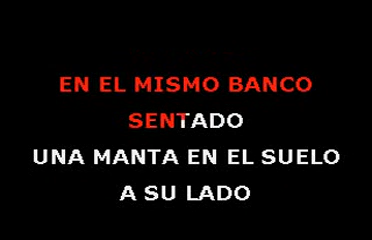 EN EL MISMO BANCO
SENTADO
UNA MANTA EN EL SUELO
A SU LADO